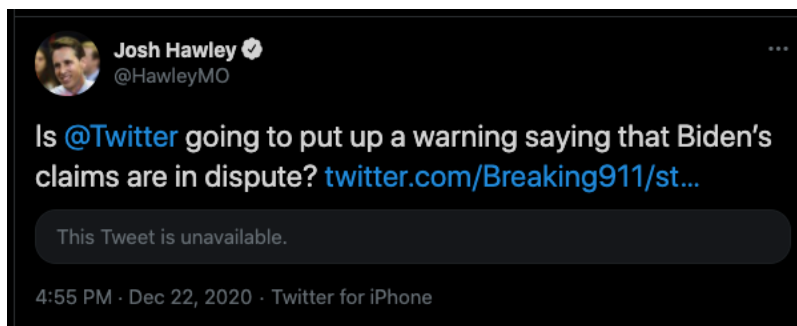 Josh Hawley
@HawleyMO
Is @Twitter going to put up a warning saying that Biden’s
claims are in dispute? twitter.com/Breaking911/st…
This Tweet is unavailable.
4:55 PM · Dec 22, 2020 · Twitter for iPhone